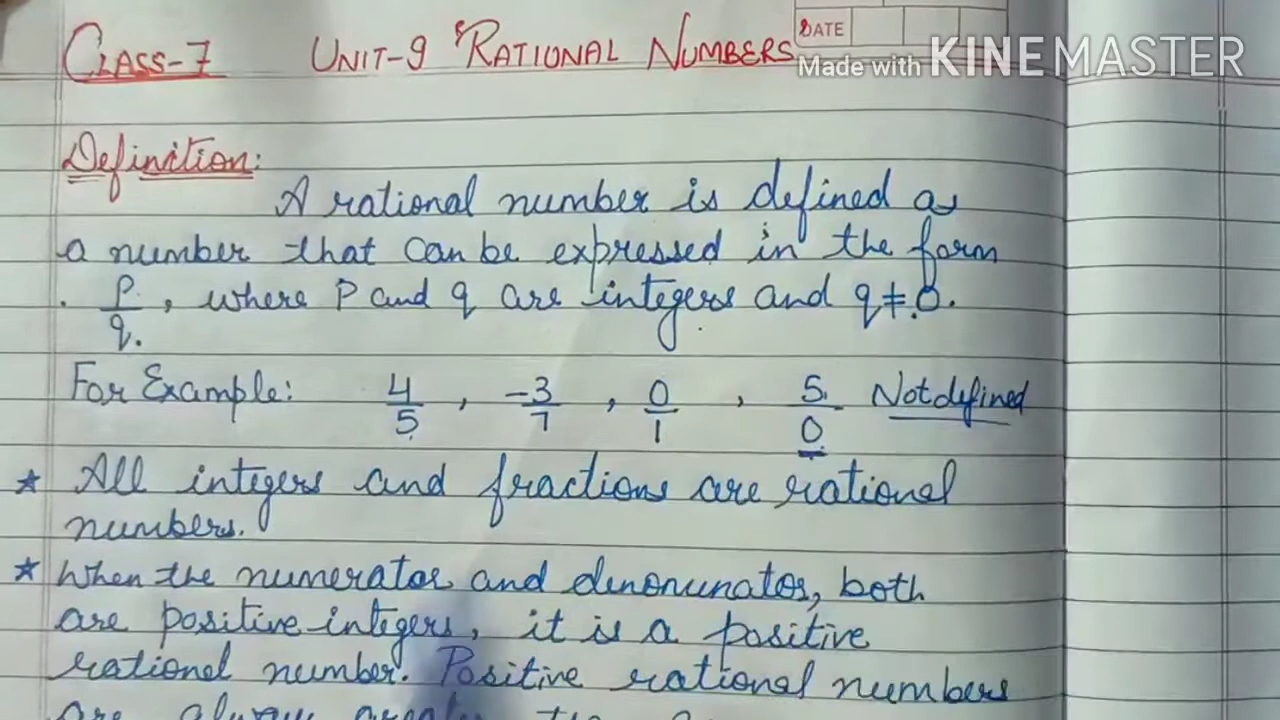 DATE
CLASS-7 UNIT-9 RATIONAL NUMBERS
Made with KINEMASTER
Definition:
A rational number is defined as
a number that can be expressed in the form
p/q, where p and q are integers and q≠0.
For Example: 4/5, -3/7, 0/1, 5/0 Not defined
★ All integers and fractions are rational
numbers.
★ When the numerator and denominator, both
are positive integers, it is a positive
rational number. Positive rational numbers
are always greater